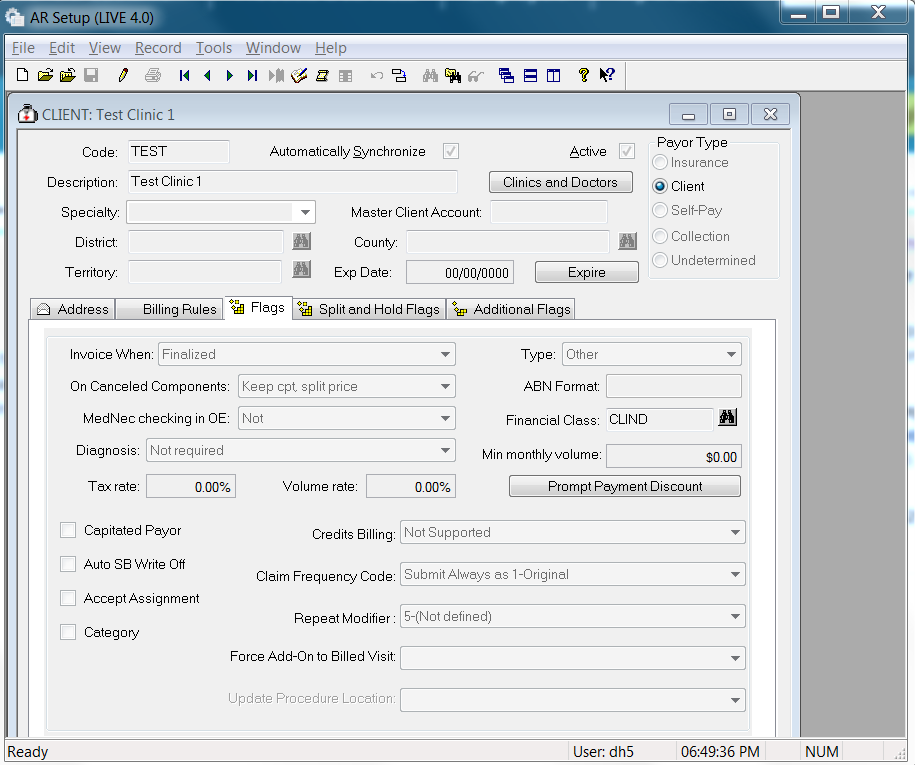 AR Setup (LIVE 4.0)
File Edit View Record Tools Window Help
CLIENT: Test Clinic 1
Code: TEST Automatically Synchronize Active
Payor Type
Insurance
Description: Test Clinic 1 Clinics and Doctors
Client
Specialty: Master Client Account:
Self-Pay
District: County:
Collection
Territory: Exp Date: 00/00/0000 Expire
Undetermined
Address Billing Rules Flags Split and Hold Flags Additional Flags
Invoice When: Finalized Type: Other
On Canceled Components: Keep cpt, split price ABN Format:
MedNec checking in OE: Not Financial Class: CLIND
Diagnosis: Not required Min monthly volume: $0.00
Tax rate: 0.00% Volume rate: 0.00% Prompt Payment Discount
Capitated Payor Credits Billing: Not Supported
Auto SB Write Off Claim Frequency Code: Submit Always as 1-Original
Accept Assignment Repeat Modifier : 5-(Not defined)
Category
Force Add-On to Billed Visit:
Update Procedure Location:
Ready User: dh5 06:49:36 PM NUM